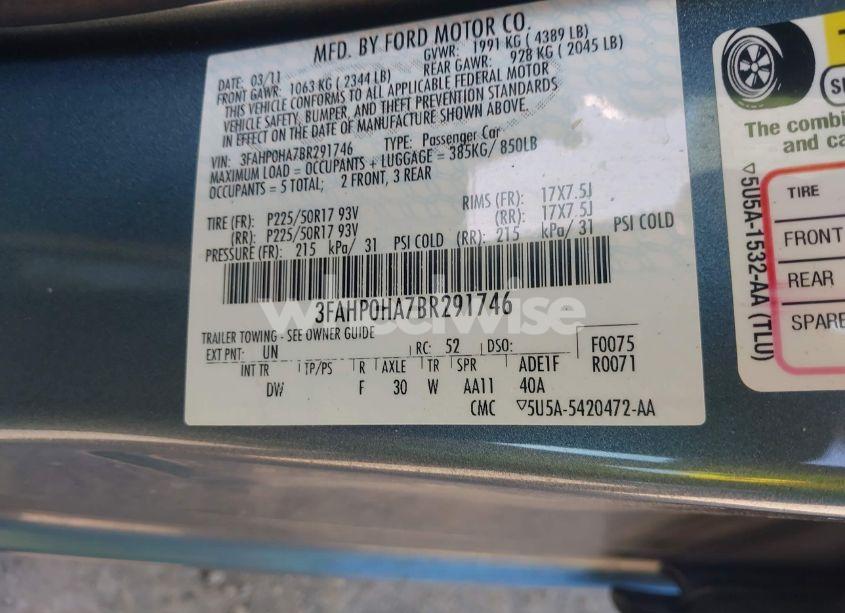 MFD. BY FORD MOTOR CO.
DATE: 03/11
GVWR: 1991 KG ( 4389 LB)
FRONT GAWR: 1063 KG ( 2344 LB)
REAR GAWR: 928 KG ( 2045 LB)
THIS VEHICLE CONFORMS TO ALL APPLICABLE FEDERAL MOTOR
VEHICLE SAFETY, BUMPER, AND THEFT PREVENTION STANDARDS
IN EFFECT ON THE DATE OF MANUFACTURE SHOWN ABOVE.
VIN: 3FAHP0HA7BR291746 TYPE: Passenger Car
MAXIMUM LOAD = OCCUPANTS + LUGGAGE = 385KG/ 850LB
OCCUPANTS = 5 TOTAL; 2 FRONT, 3 REAR
TIRE (FR): P225/50R17 93V RIMS (FR): 17X7.5J
(RR): P225/50R17 93V (RR): 17X7.5J
PRESSURE (FR): 215 kPa/ 31 PSI COLD (RR): 215 kPa/ 31 PSI COLD
3FAHP0HA7BR291746
wheelwise
TRAILER TOWING - SEE OWNER GUIDE
EXT PNT: UN RC: 52 DSO: F0075
INT TR TP/PS R AXLE TR SPR ADE1F R0071
DW F 30 W AA11 40A
CMC ▽5U5A-5420472-AA
▽5U5A-1532-AA (TLU)
The combi
and ca
TIRE
FRONT
REAR
SPARE